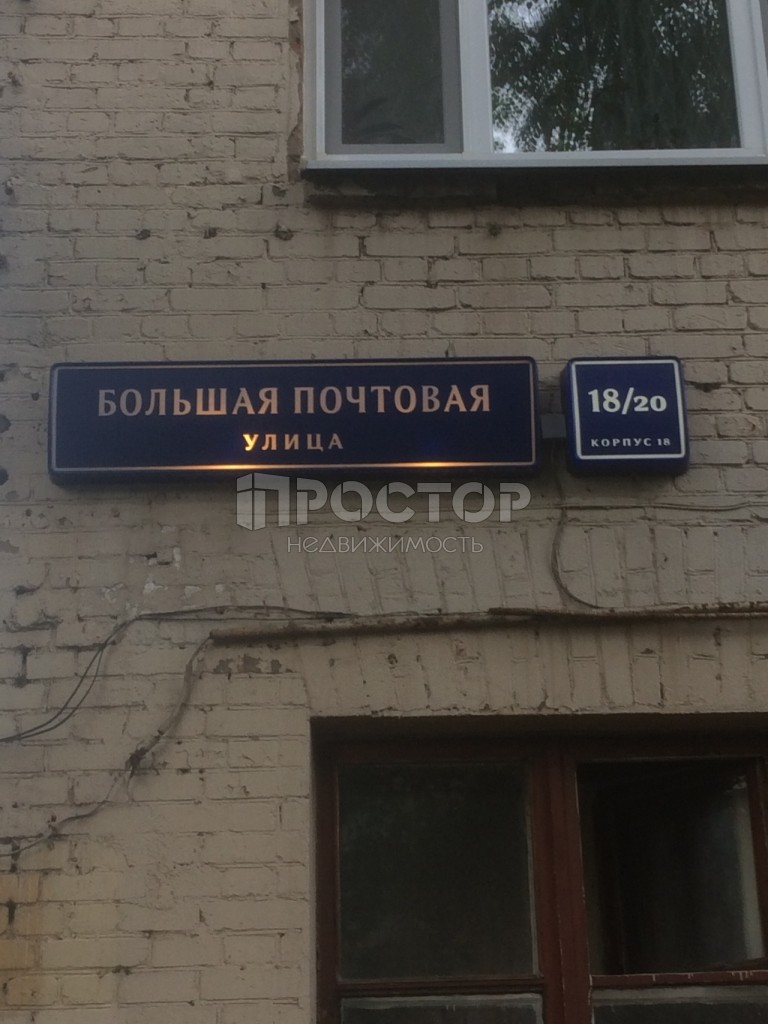 БОЛЬШАЯ ПОЧТОВАЯ
УЛИЦА
18/20
КОРПУС 18
ПРОСТОР
НЕДВИЖИМОСТЬ